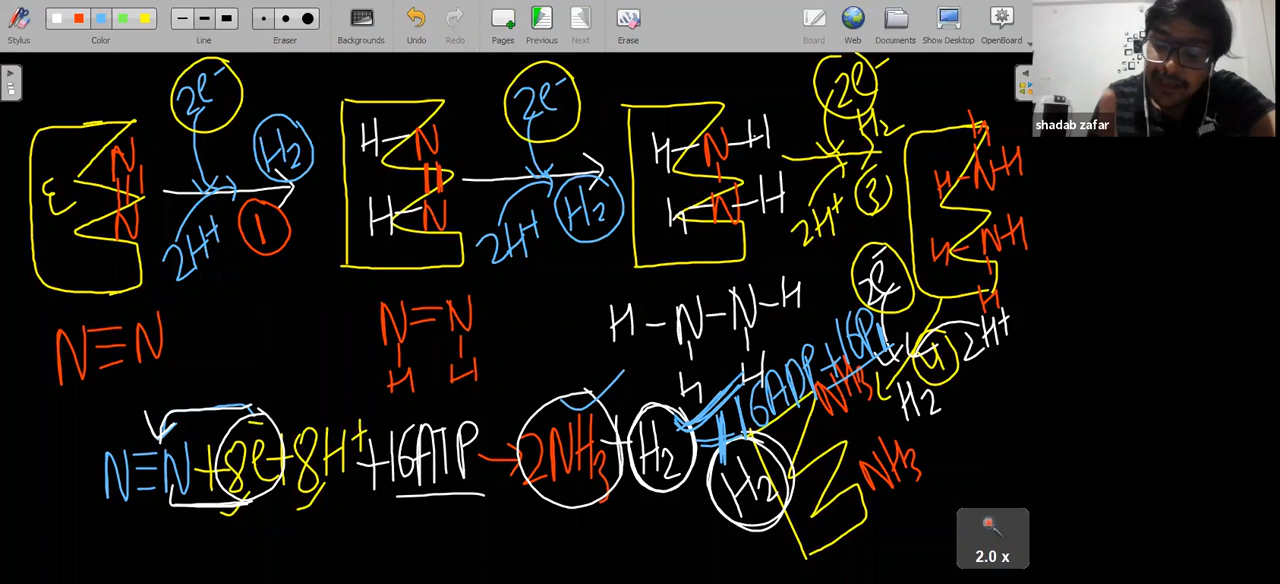 Stylus
Color
Line
Eraser
Backgrounds
Undo
Redo
Pages
Previous
Next
Erase
Board
Web
Documents
Show Desktop
OpenBoard
shadab zafar
2e⁻
2e⁻
2e⁻
H₂
H₂
H₂
ε
N
N
2H⁺
1
H-N
H-N
2H⁺
H-N-H
H-N-H
2H⁺
3
H
H-N-H
H-N-H
H
N≡N
N=N
H H
H-N-N-H
H H
2e⁻
4
2H⁺
H₂
N≡N+8e⁻+8H⁺+16ATP→2NH₃+H₂+16ADP+16Pi
H₂
NH₃
NH₃
2.0 x